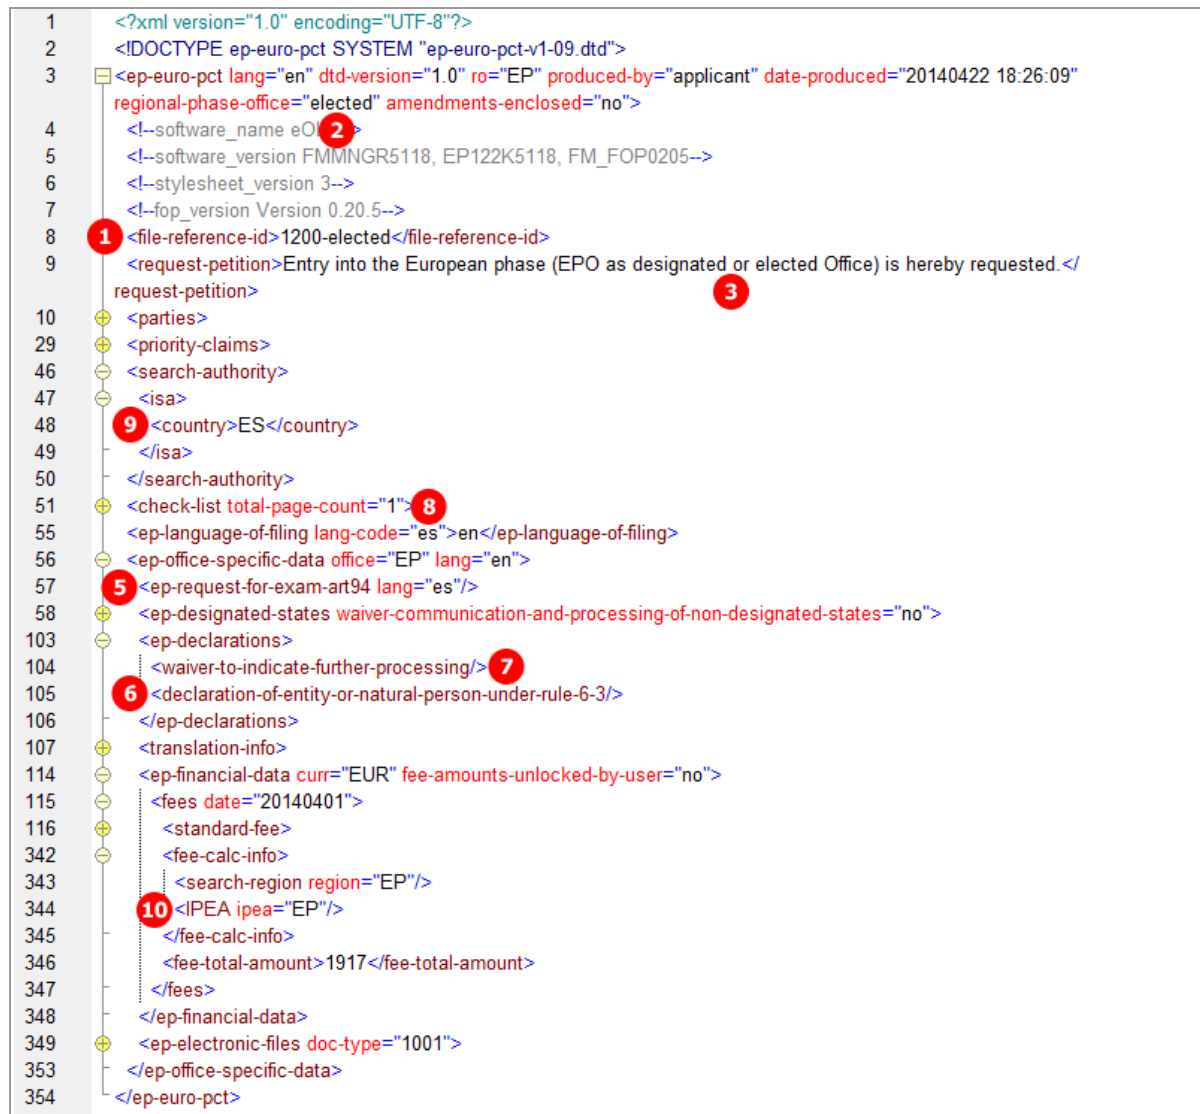 1 <?xml version="1.0" encoding="UTF-8"?>
2 <!DOCTYPE ep-euro-pct SYSTEM "ep-euro-pct-v1-09.dtd">
3 <ep-euro-pct lang="en" dtd-version="1.0" ro="EP" produced-by="applicant" date-produced="20140422 18:26:09"
regional-phase-office="elected" amendments-enclosed="no">
4 <!--software_name 2 >
5 <!--software_version FMMNGR5118, EP122K5118, FM_FOP0205-->
6 <!--stylesheet_version 3-->
7 <!--fop_version Version 0.20.5-->
8 1 <file-reference-id>1200-elected</file-reference-id>
9 <request-petition>Entry into the European phase (EPO as designated or elected Office) is hereby requested.</
request-petition> 3
10 <parties>
29 <priority-claims>
46 <search-authority>
47 <isa>
48 9 <country>ES</country>
49 </isa>
50 </search-authority>
51 <check-list total-page-count="1"> 8
55 <ep-language-of-filing lang-code="es">en</ep-language-of-filing>
56 <ep-office-specific-data office="EP" lang="en">
57 5 <ep-request-for-exam-art94 lang="es"/>
58 <ep-designated-states waiver-communication-and-processing-of-non-designated-states="no">
103 <ep-declarations>
104 <waiver-to-indicate-further-processing/> 7
105 6 <declaration-of-entity-or-natural-person-under-rule-6-3/>
106 </ep-declarations>
107 <translation-info>
114 <ep-financial-data curr="EUR" fee-amounts-unlocked-by-user="no">
115 <fees date="20140401">
116 <standard-fee>
342 <fee-calc-info>
343 <search-region region="EP"/>
344 10 <IPEA ipea="EP"/>
345 </fee-calc-info>
346 <fee-total-amount>1917</fee-total-amount>
347 </fees>
348 </ep-financial-data>
349 <ep-electronic-files doc-type="1001">
353 </ep-office-specific-data>
354 </ep-euro-pct>